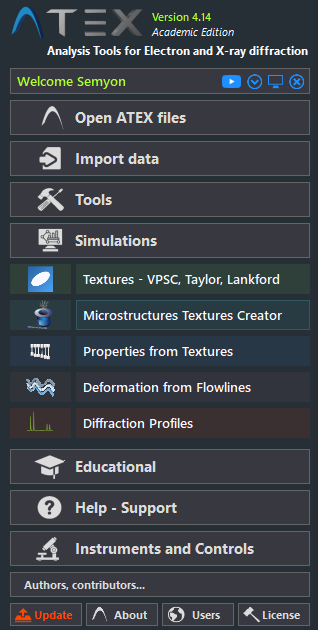 ATEX
Version 4.14
Academic Edition
Analysis Tools for Electron and X-ray diffraction
Welcome Semyon
Open ATEX files
Import data
Tools
Simulations
Textures - VPSC, Taylor, Lankford
Microstructures Textures Creator
Properties from Textures
Deformation from Flowlines
Diffraction Profiles
Educational
Help - Support
Instruments and Controls
Authors, contributors...
Update About Users License